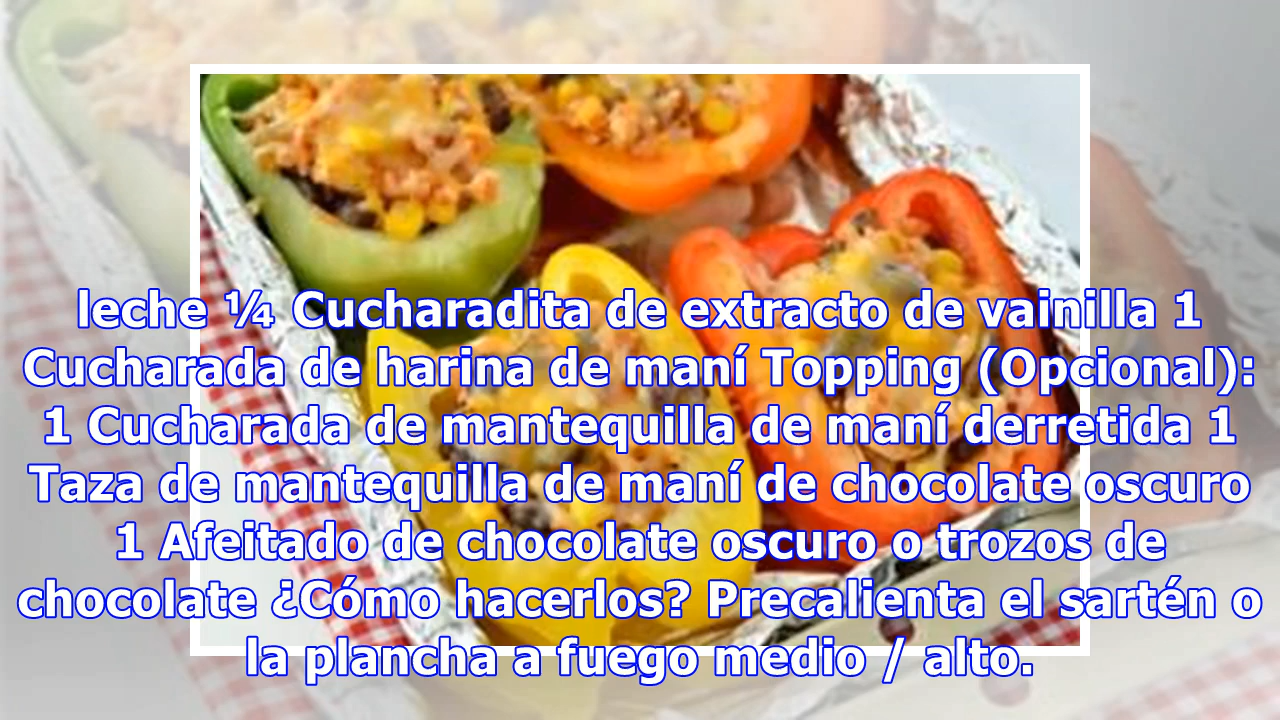 leche ¼ Cucharadita de extracto de vainilla 1
Cucharada de harina de maní Topping (Opcional):
1 Cucharada de mantequilla de maní derretida 1
Taza de mantequilla de maní de chocolate oscuro
1 Afeitado de chocolate oscuro o trozos de
chocolate ¿Cómo hacerlos? Precalienta el sartén o
la plancha a fuego medio / alto.